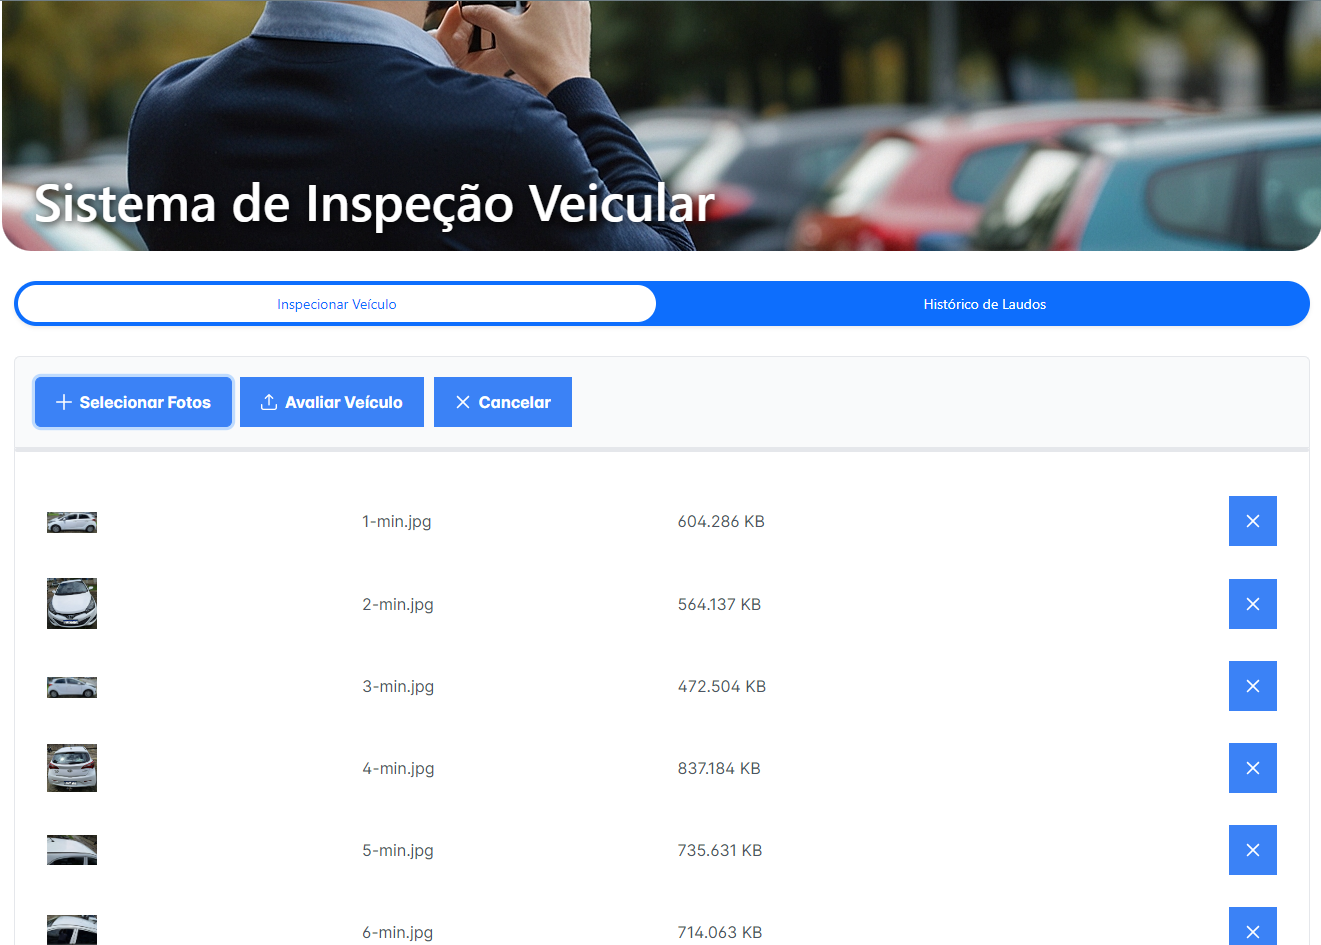 Sistema de Inspeção Veicular
Inspecionar Veículo
Histórico de Laudos
Selecionar Fotos
Avaliar Veículo
Cancelar
1-min.jpg 604.286 KB
2-min.jpg 564.137 KB
3-min.jpg 472.504 KB
4-min.jpg 837.184 KB
5-min.jpg 735.631 KB
6-min.jpg 714.063 KB